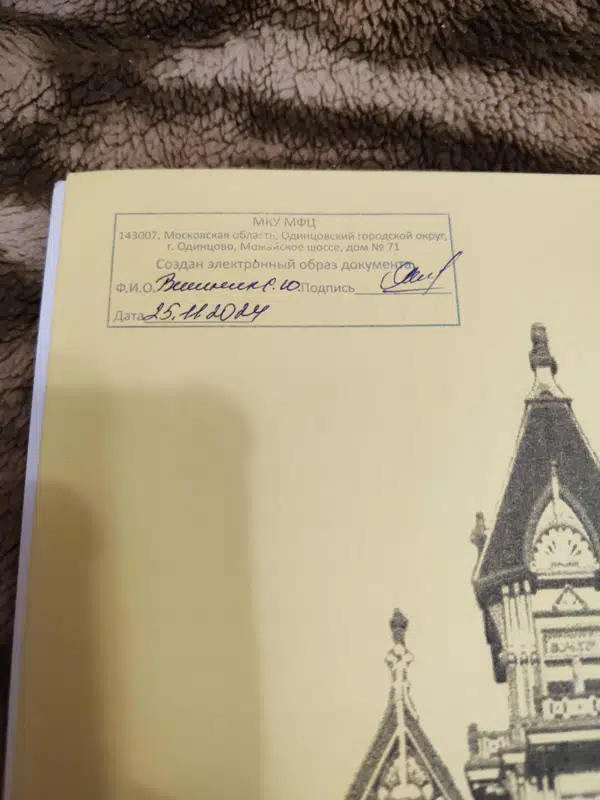 МКУ МФЦ
143007, Московская область, Одинцовский городской округ,
г. Одинцово, Можайское шоссе, дом № 71
Создан электронный образ документа
Ф.И.О. Подпись
Дата 25.11.2024